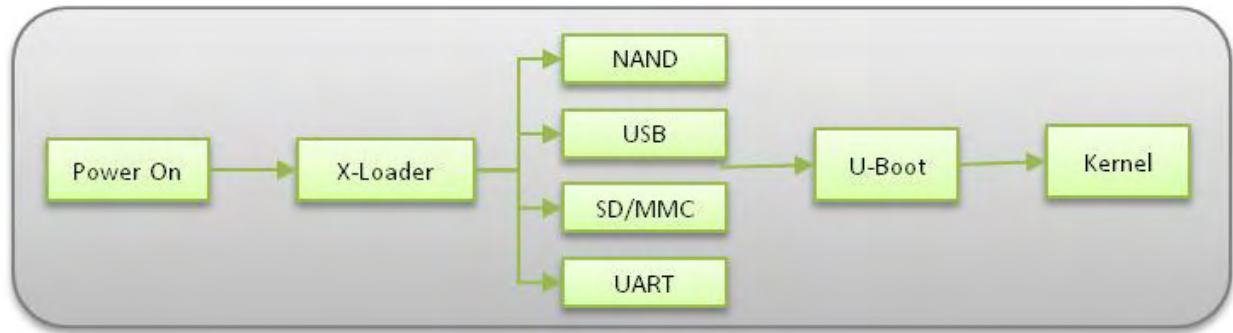 Power On
X-Loader
NAND
USB
SD/MMC
UART
U-Boot
Kernel